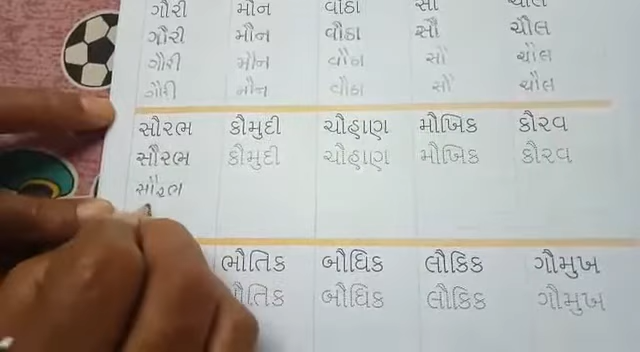 ગૌરી મૌન વૌઠા સૌ ચૌલ
ગૌરી મૌન વૌઠા સૌ ચૌલ
ગૌરી મૌન વૌઠા સૌ ચૌલ
ગૌરી મૌન વૌઠા સૌ ચૌલ
સૌરભ કૌમુદી ચૌહાણ મૌખિક કૌરવ
સૌરભ કૌમુદી ચૌહાણ મૌખિક કૌરવ
સૌરભ
ભૌતિક બૌધિક લૌકિક ગૌમુખ
ભૌતિક બૌધિક લૌકિક ગૌમુખ